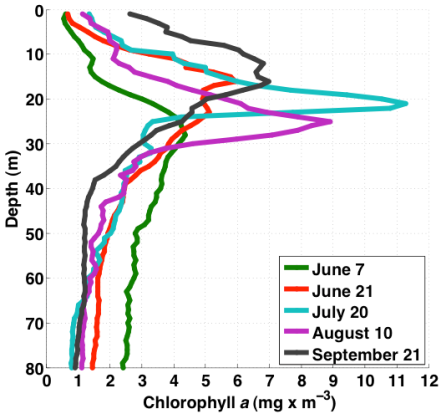 0
10
20
30
40
50
60
70
80
Depth (m)
0 1 2 3 4 5 6 7 8 9 10 11 12
Chlorophyll a (mg x m⁻³)
June 7
June 21
July 20
August 10
September 21